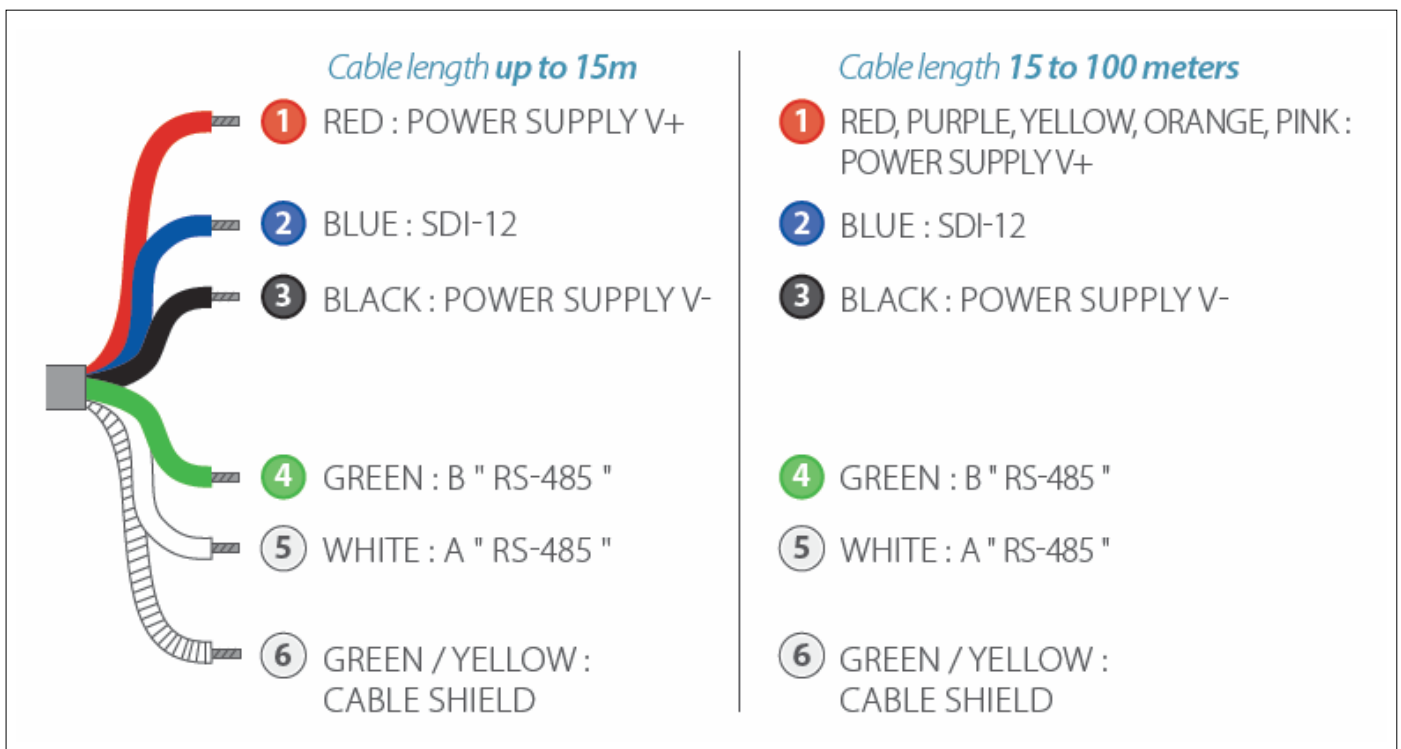 Cable length up to 15m
1 RED : POWER SUPPLY V+
2 BLUE : SDI-12
3 BLACK : POWER SUPPLY V-
4 GREEN : B " RS-485 "
5 WHITE : A " RS-485 "
6 GREEN / YELLOW :
CABLE SHIELD
Cable length 15 to 100 meters
1 RED, PURPLE, YELLOW, ORANGE, PINK :
POWER SUPPLY V+
2 BLUE : SDI-12
3 BLACK : POWER SUPPLY V-
4 GREEN : B " RS-485 "
5 WHITE : A " RS-485 "
6 GREEN / YELLOW :
CABLE SHIELD